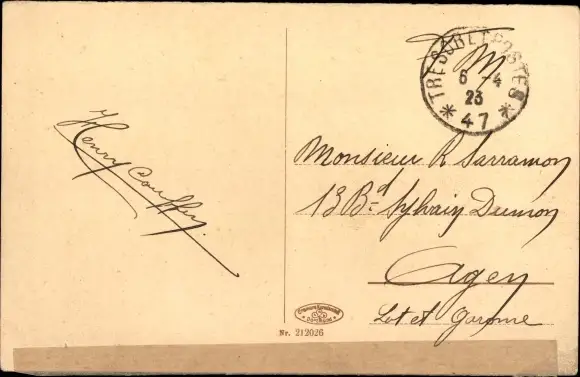 F M
TRESOR ET POSTES
6 -4
23
* 47 *
Henry
Monsieur R Sarramon
13 Bd Sylvain Dumon
Agen
Lot et Garonne
Nr. 212026